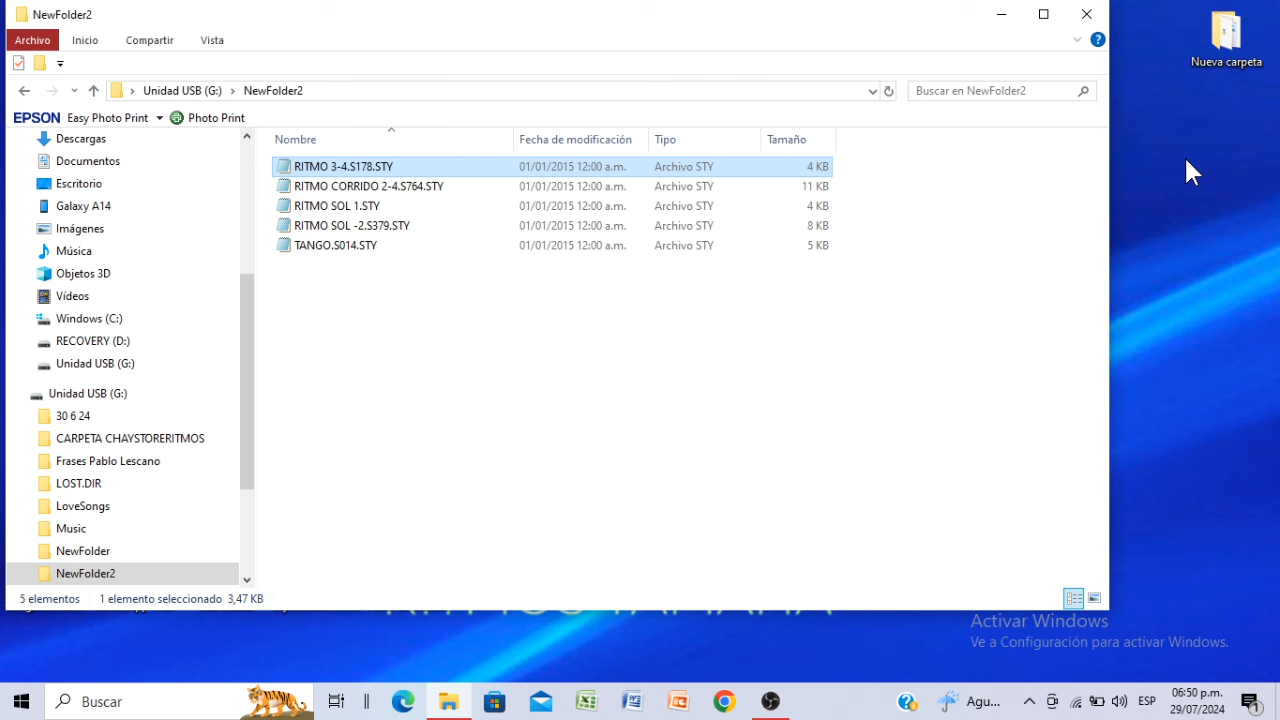 NewFolder2
Nueva carpeta
Archivo Inicio Compartir Vista
Unidad USB (G:) NewFolder2
Buscar en NewFolder2
EPSON Easy Photo Print Photo Print
Nombre Fecha de modificación Tipo Tamaño
RITMO 3-4.S178.STY 01/01/2015 12:00 a.m. Archivo STY 4 KB
RITMO CORRIDO 2-4.S764.STY 01/01/2015 12:00 a.m. Archivo STY 11 KB
RITMO SOL 1.STY 01/01/2015 12:00 a.m. Archivo STY 4 KB
RITMO SOL -2.S379.STY 01/01/2015 12:00 a.m. Archivo STY 8 KB
TANGO.S014.STY 01/01/2015 12:00 a.m. Archivo STY 5 KB
Descargas
Documentos
Escritorio
Galaxy A14
Imágenes
Música
Objetos 3D
Vídeos
Windows (C:)
RECOVERY (D:)
Unidad USB (G:)
Unidad USB (G:)
30 6 24
CARPETA CHAYSTORERITMOS
Frases Pablo Lescano
LOST.DIR
LoveSongs
Music
NewFolder
NewFolder2
5 elementos 1 elemento seleccionado 3,47 KB
Activar Windows
Ve a Configuración para activar Windows.
Buscar
Agu...
ESP
06:50 p.m.
29/07/2024
1